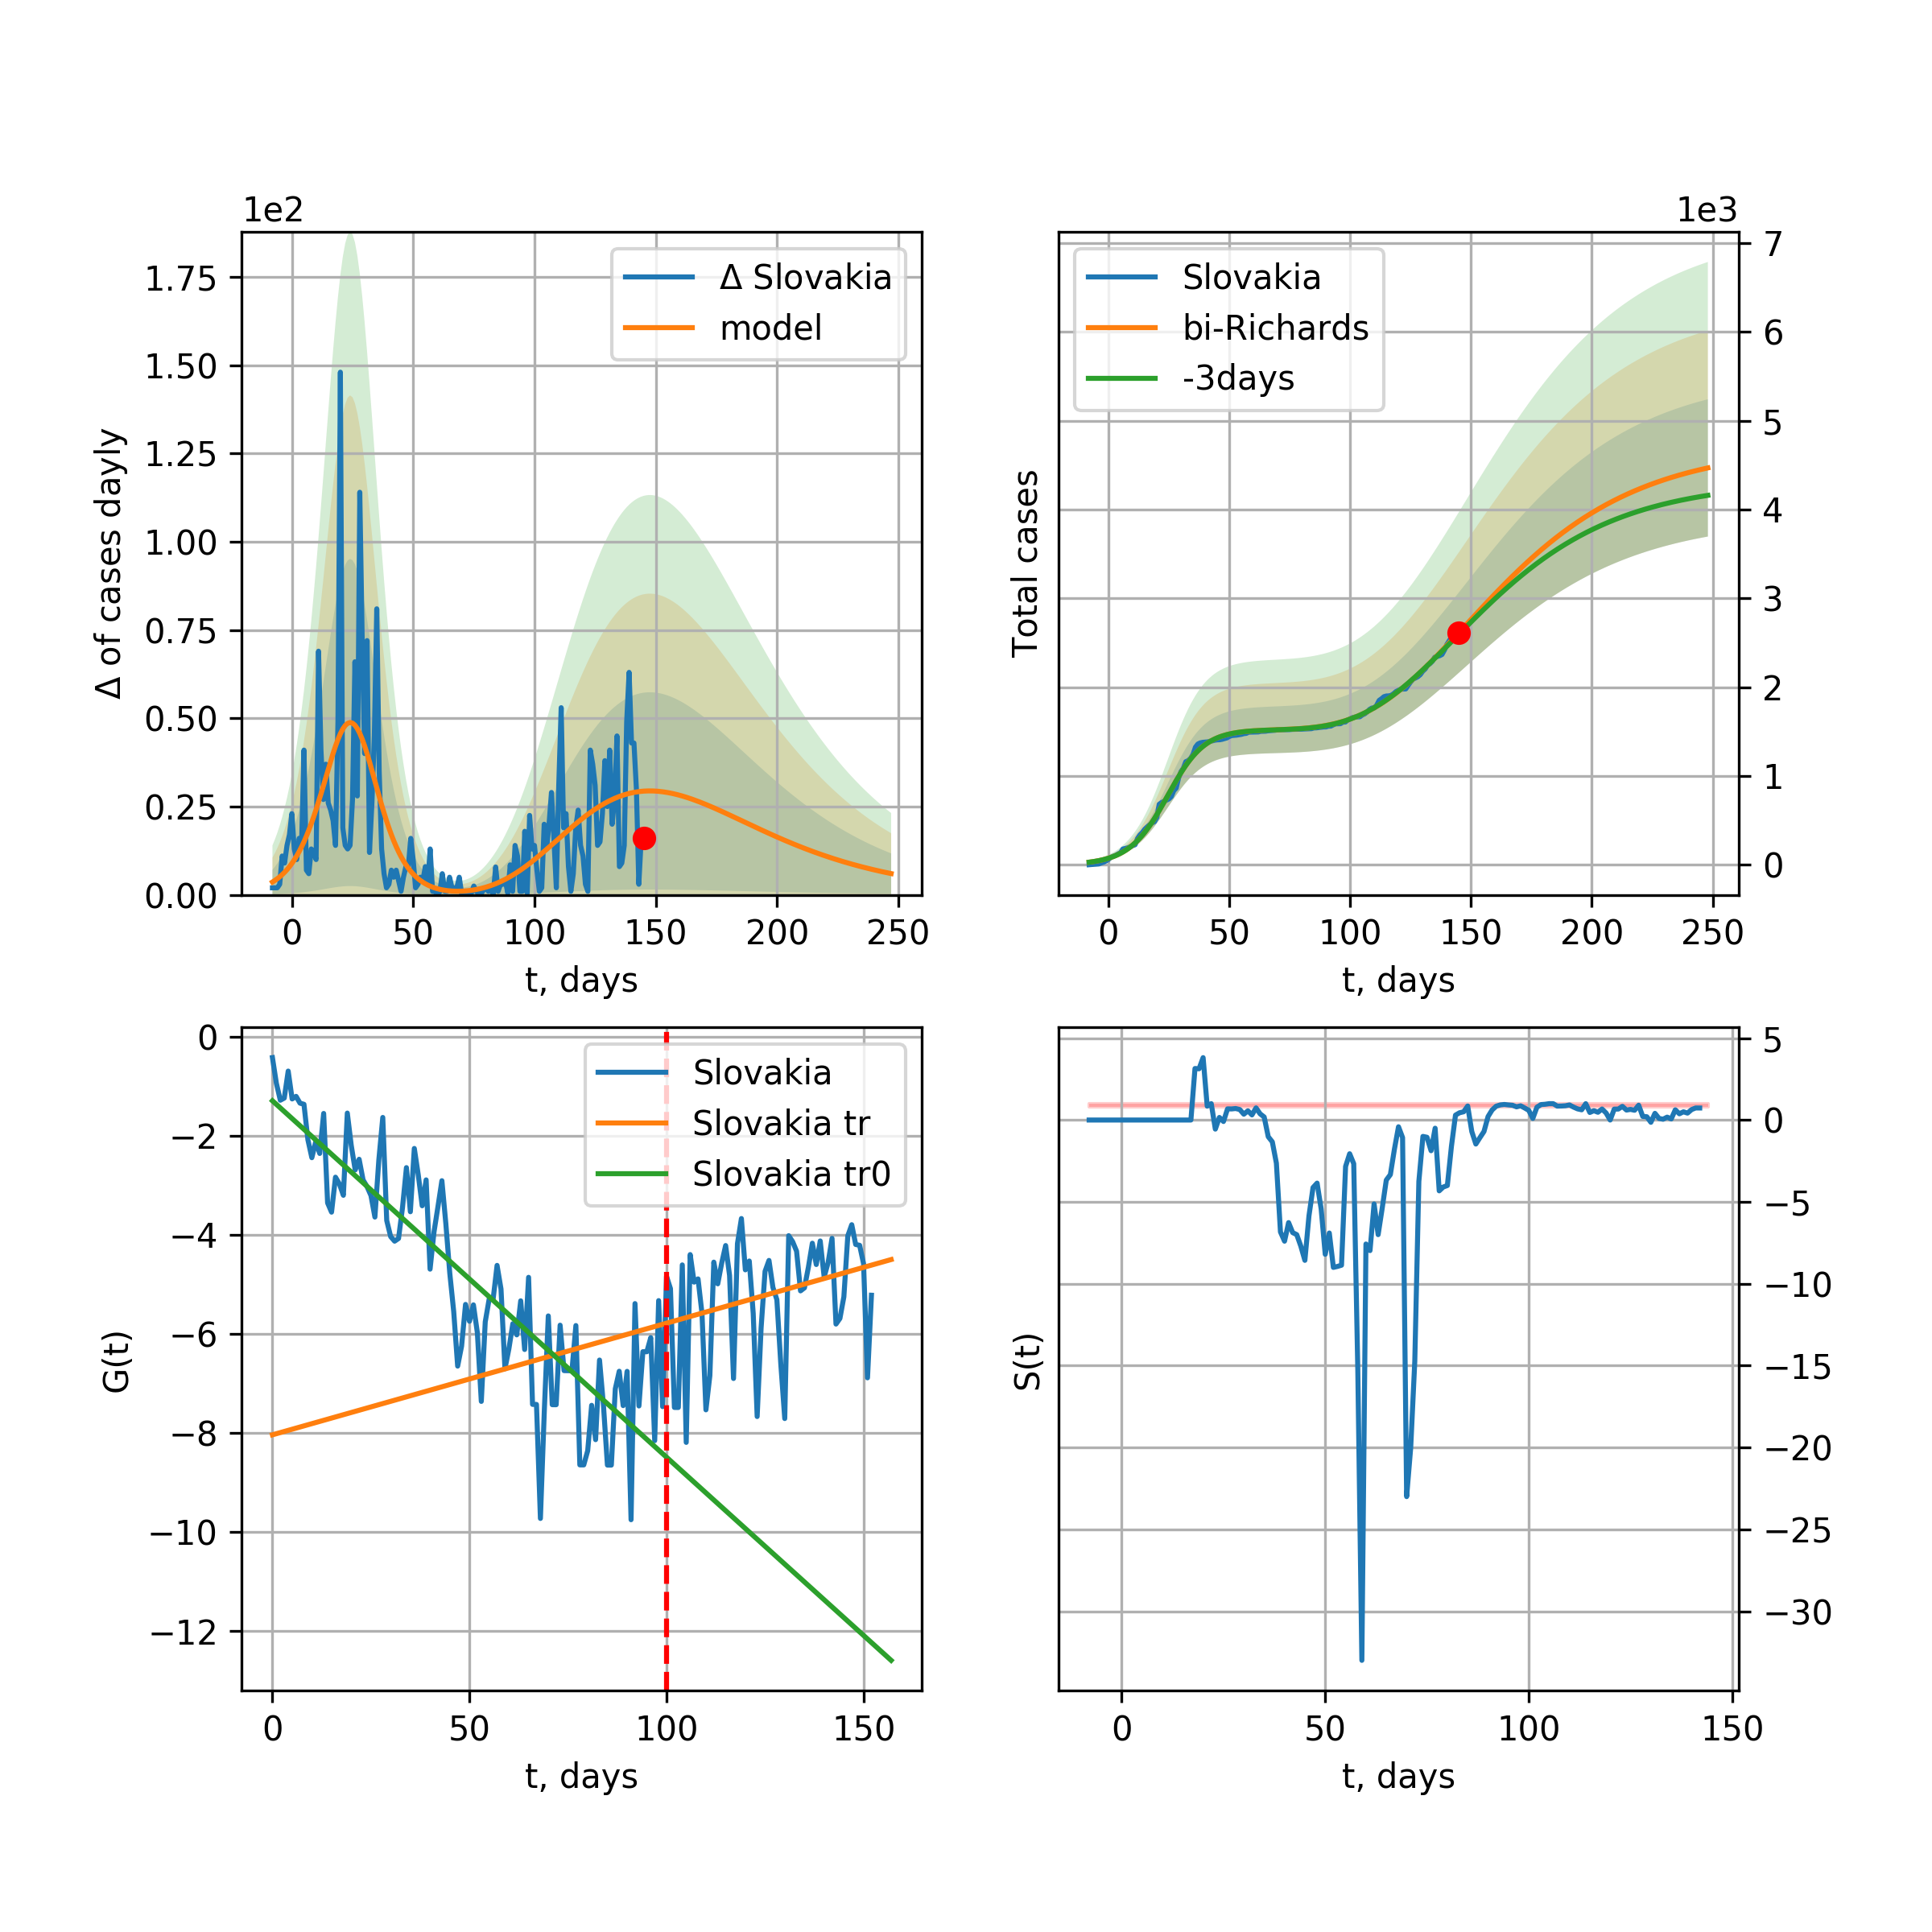 1e2
Δ of cases dayly
1.75
1.50
1.25
1.00
0.75
0.50
0.25
0.00
Δ Slovakia
model
0 50 100 150 200 250
t, days
1e3
Total cases
Slovakia
bi-Richards
-3days
7
6
5
4
3
2
1
0
0 50 100 150 200 250
t, days
G(t)
0
−2
−4
−6
−8
−10
−12
Slovakia
Slovakia tr
Slovakia tr0
0 50 100 150
t, days
S(t)
5
0
−5
−10
−15
−20
−25
−30
0 50 100 150
t, days